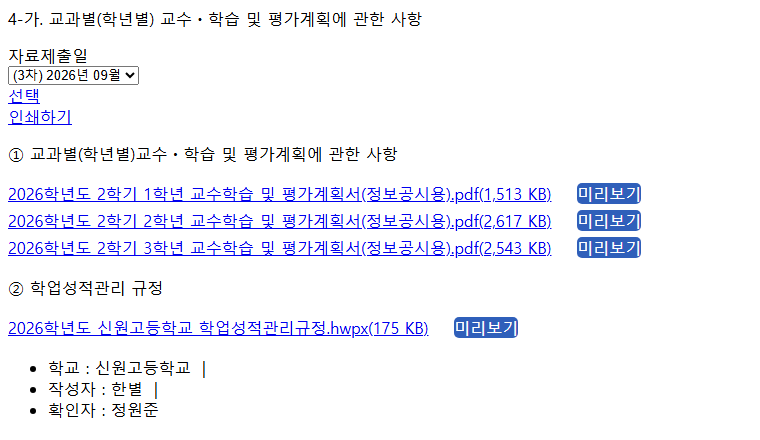 4-가. 교과별(학년별) 교수・학습 및 평가계획에 관한 사항
자료제출일
(3차) 2026년 09월
선택
인쇄하기
① 교과별(학년별)교수・학습 및 평가계획에 관한 사항
2026학년도 2학기 1학년 교수학습 및 평가계획서(정보공시용).pdf(1,513 KB) 미리보기
2026학년도 2학기 2학년 교수학습 및 평가계획서(정보공시용).pdf(2,617 KB) 미리보기
2026학년도 2학기 3학년 교수학습 및 평가계획서(정보공시용).pdf(2,543 KB) 미리보기
② 학업성적관리 규정
2026학년도 신원고등학교 학업성적관리규정.hwpx(175 KB) 미리보기
• 학교 : 신원고등학교 |
• 작성자 : 한별 |
• 확인자 : 정원준